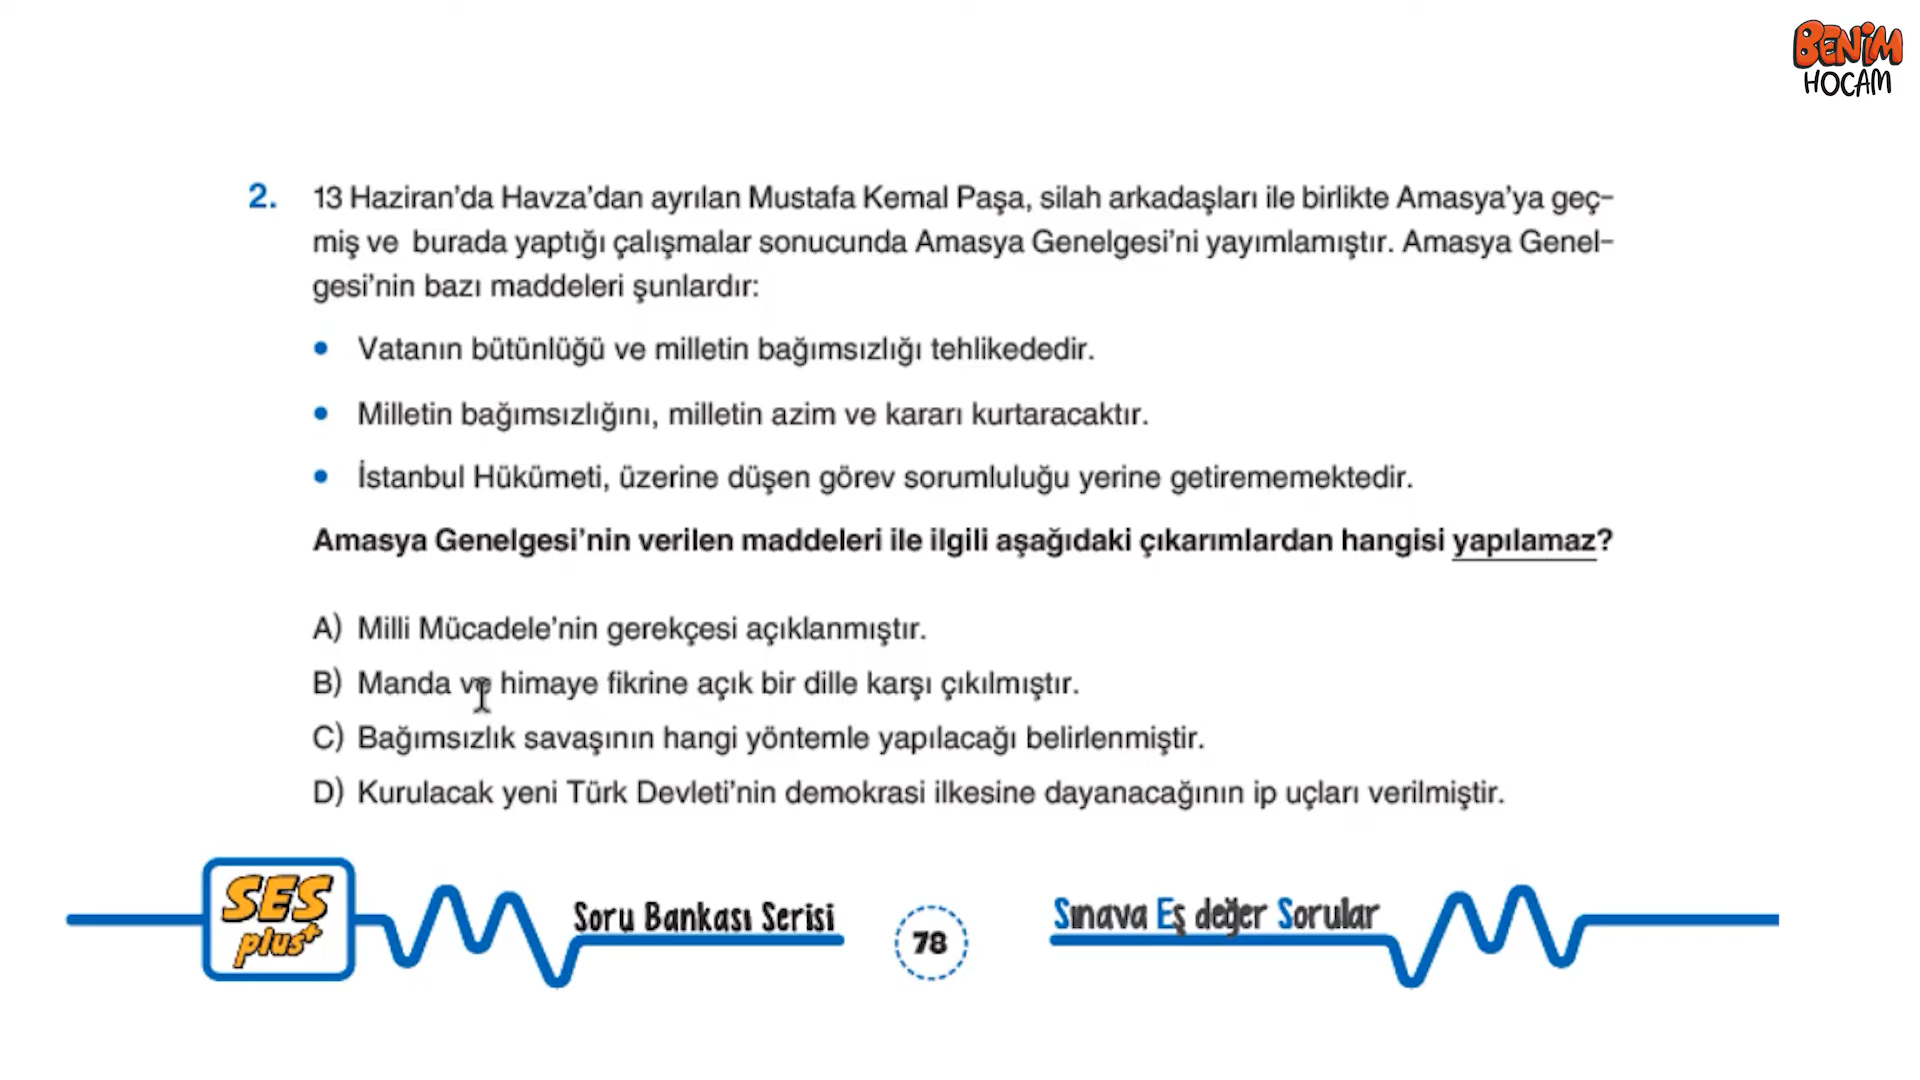 BENİM
HOCAM
2. 13 Haziran’da Havza’dan ayrılan Mustafa Kemal Paşa, silah arkadaşları ile birlikte Amasya’ya geç-
miş ve burada yaptığı çalışmalar sonucunda Amasya Genelgesi’ni yayımlamıştır. Amasya Genel-
gesi’nin bazı maddeleri şunlardır:
• Vatanın bütünlüğü ve milletin bağımsızlığı tehlikededir.
• Milletin bağımsızlığını, milletin azim ve kararı kurtaracaktır.
• İstanbul Hükümeti, üzerine düşen görev sorumluluğu yerine getirememektedir.
Amasya Genelgesi’nin verilen maddeleri ile ilgili aşağıdaki çıkarımlardan hangisi yapılamaz?
A) Milli Mücadele’nin gerekçesi açıklanmıştır.
B) Manda ve himaye fikrine açık bir dille karşı çıkılmıştır.
C) Bağımsızlık savaşının hangi yöntemle yapılacağı belirlenmiştir.
D) Kurulacak yeni Türk Devleti’nin demokrasi ilkesine dayanacağının ip uçları verilmiştir.
SES
plus+
Soru Bankası Serisi
78
Sınava Eş değer Sorular